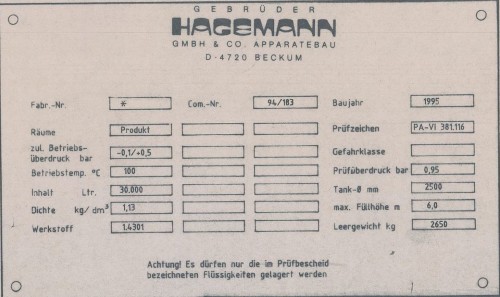 GEBRÜDER
HAGEMANN
GMBH & CO. APPARATEBAU
D-4720 BECKUM
Fabr.-Nr. * Com.-Nr. 94/183 Baujahr 1995
Räume Produkt Prüfzeichen PA-VI 381.116
zul. Betriebs-
überdruck bar -0,1/+0,5 Gefahrklasse
Betriebstemp. °C 100 Prüfüberdruck bar 0,95
Inhalt Ltr. 30.000 Tank-Ø mm 2500
Dichte kg/dm³ 1,13 max. Füllhöhe m 6,0
Werkstoff 1.4301 Leergewicht kg 2650
Achtung! Es dürfen nur die im Prüfbescheid
bezeichneten Flüssigkeiten gelagert werden